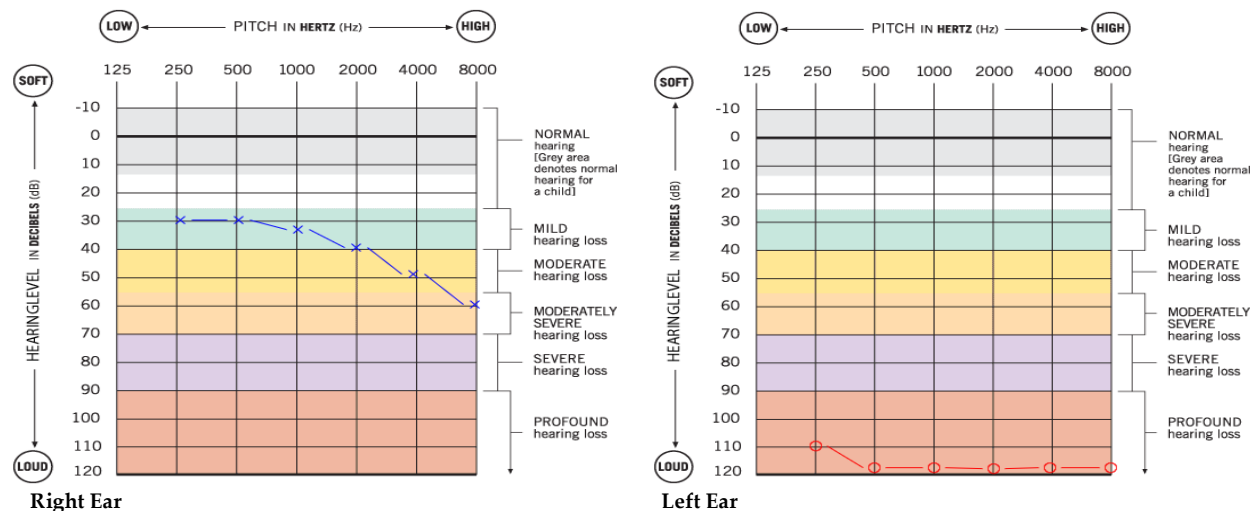 LOW PITCH IN HERTZ (Hz) HIGH
125 250 500 1000 2000 4000 8000
SOFT
HEARINGLEVEL IN DECIBELS (dB)
LOUD
-10
0
10
20
30
40
50
60
70
80
90
100
110
120
NORMAL
hearing
[Grey area
denotes normal
hearing for
a child]
MILD
hearing loss
MODERATE
hearing loss
MODERATELY
SEVERE
hearing loss
SEVERE
hearing loss
PROFOUND
hearing loss
Right Ear
LOW PITCH IN HERTZ (Hz) HIGH
125 250 500 1000 2000 4000 8000
SOFT
HEARINGLEVEL IN DECIBELS (dB)
LOUD
-10
0
10
20
30
40
50
60
70
80
90
100
110
120
NORMAL
hearing
[Grey area
denotes normal
hearing for
a child]
MILD
hearing loss
MODERATE
hearing loss
MODERATELY
SEVERE
hearing loss
SEVERE
hearing loss
PROFOUND
hearing loss
Left Ear